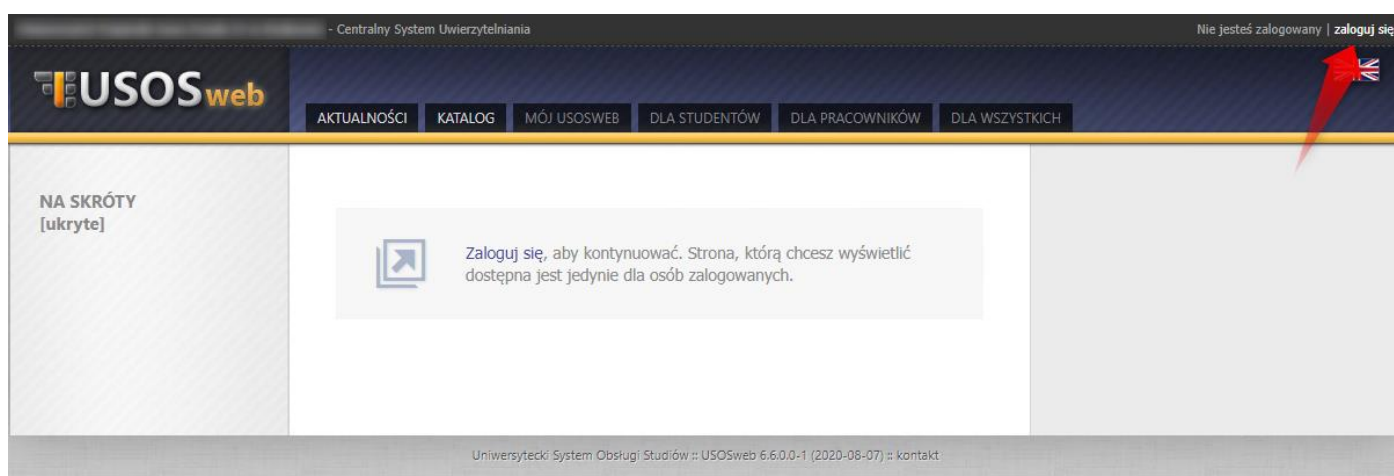 - Centralny System Uwierzytelniania
Nie jesteś zalogowany | zaloguj się
USOSweb
AKTUALNOŚCI KATALOG MÓJ USOSWEB DLA STUDENTÓW DLA PRACOWNIKÓW DLA WSZYSTKICH
NA SKRÓTY
[ukryte]
Zaloguj się, aby kontynuować. Strona, którą chcesz wyświetlić
dostępna jest jedynie dla osób zalogowanych.
Uniwersytecki System Obsługi Studiów :: USOSweb 6.6.0.0-1 (2020-08-07) :: kontakt